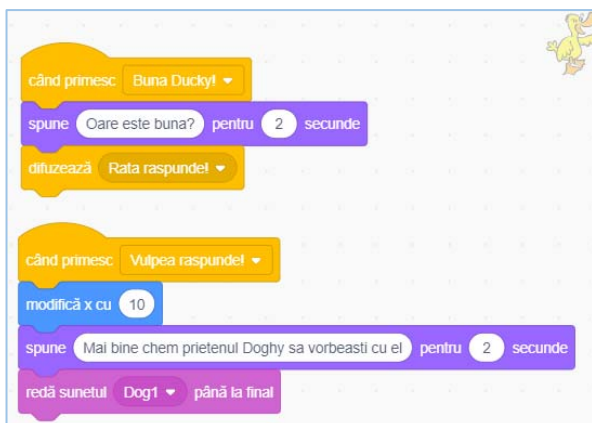 când primesc Buna Ducky!
spune Oare este buna? pentru 2 secunde
difuzează Rata raspunde!
când primesc Vulpea raspunde!
modifică x cu 10
spune Mai bine chem prietenul Doghy sa vorbeasti cu el pentru 2 secunde
redă sunetul Dog1 până la final